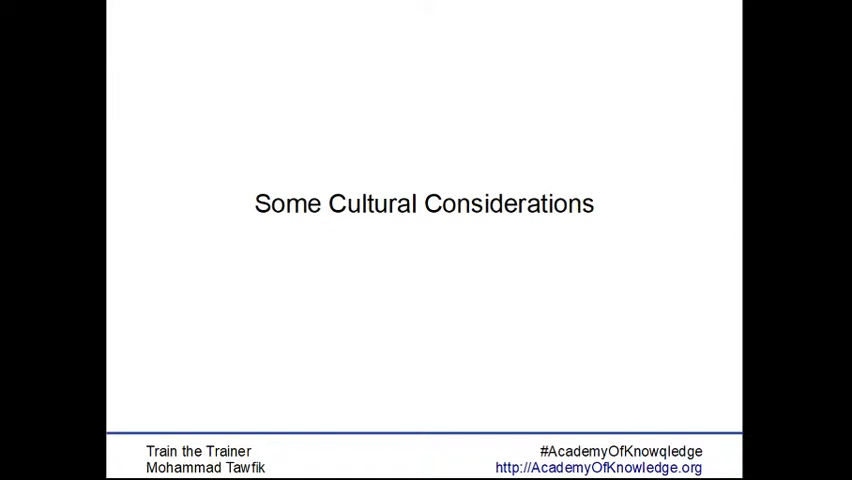 Some Cultural Considerations
Train the Trainer
Mohammad Tawfik
#AcademyOfKnowqledge
http://AcademyOfKnowledge.org